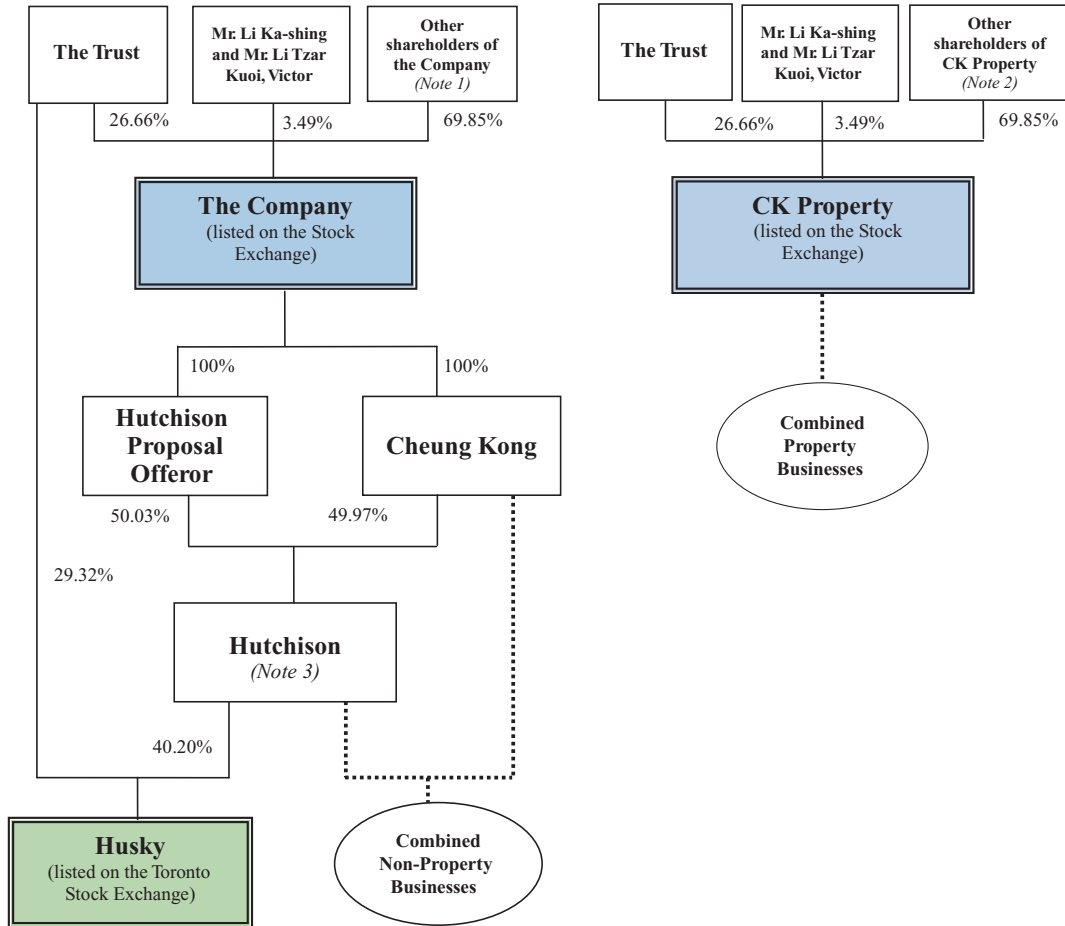 The Trust
Mr. Li Ka-shing
and Mr. Li Tzar
Kuoi, Victor
Other
shareholders of
the Company
(Note 1)
26.66%
3.49%
69.85%
The Company
(listed on the Stock
Exchange)
100%
100%
Hutchison
Proposal
Offeror
Cheung Kong
50.03%
49.97%
29.32%
Hutchison
(Note 3)
40.20%
Husky
(listed on the Toronto
Stock Exchange)
Combined
Non-Property
Businesses
The Trust
Mr. Li Ka-shing
and Mr. Li Tzar
Kuoi, Victor
Other
shareholders of
CK Property
(Note 2)
26.66%
3.49%
69.85%
CK Property
(listed on the Stock
Exchange)
Combined
Property
Businesses